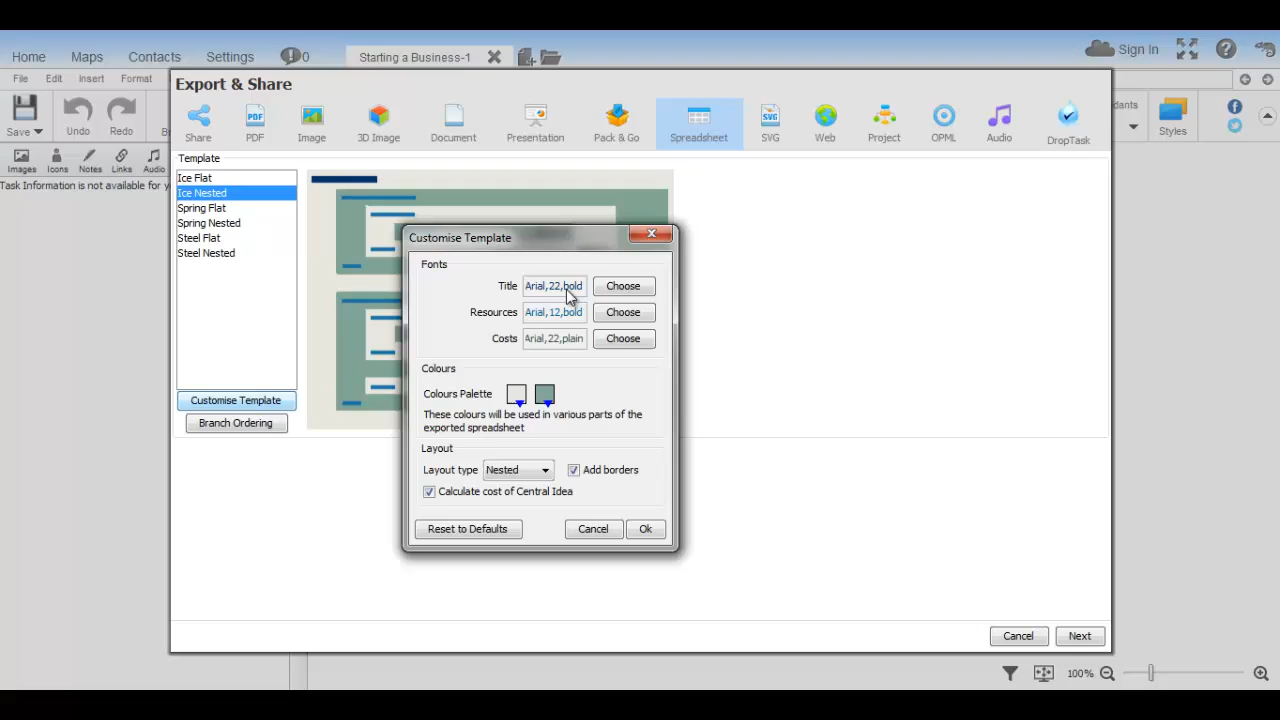 Home Maps Contacts Settings 0 Starting a Business-1 Sign In
File Edit Insert Format
Export & Share
Save Undo Redo
Share PDF Image 3D Image Document Presentation Pack & Go Spreadsheet SVG Web Project OPML Audio DropTask
Styles
Images Icons Notes Links Audio
Task Information is not available for
Template
Ice Flat
Ice Nested
Spring Flat
Spring Nested
Steel Flat
Steel Nested
Customise Template
Branch Ordering
Customise Template
Fonts
Title Arial,22,bold Choose
Resources Arial,12,bold Choose
Costs Arial,22,plain Choose
Colours
Colours Palette
These colours will be used in various parts of the
exported spreadsheet
Layout
Layout type Nested Add borders
Calculate cost of Central Idea
Reset to Defaults Cancel Ok
Cancel Next
100%